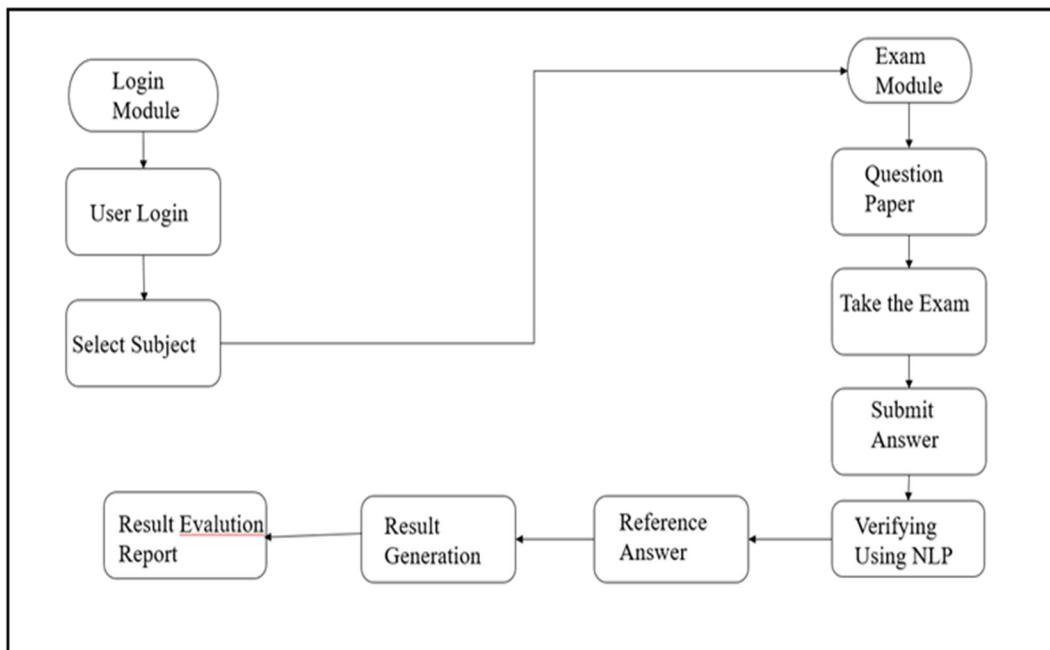 Login
Module
User Login
Select Subject
Exam
Module
Question
Paper
Take the Exam
Submit
Answer
Verifying
Using NLP
Reference
Answer
Result
Generation
Result Evalution
Report